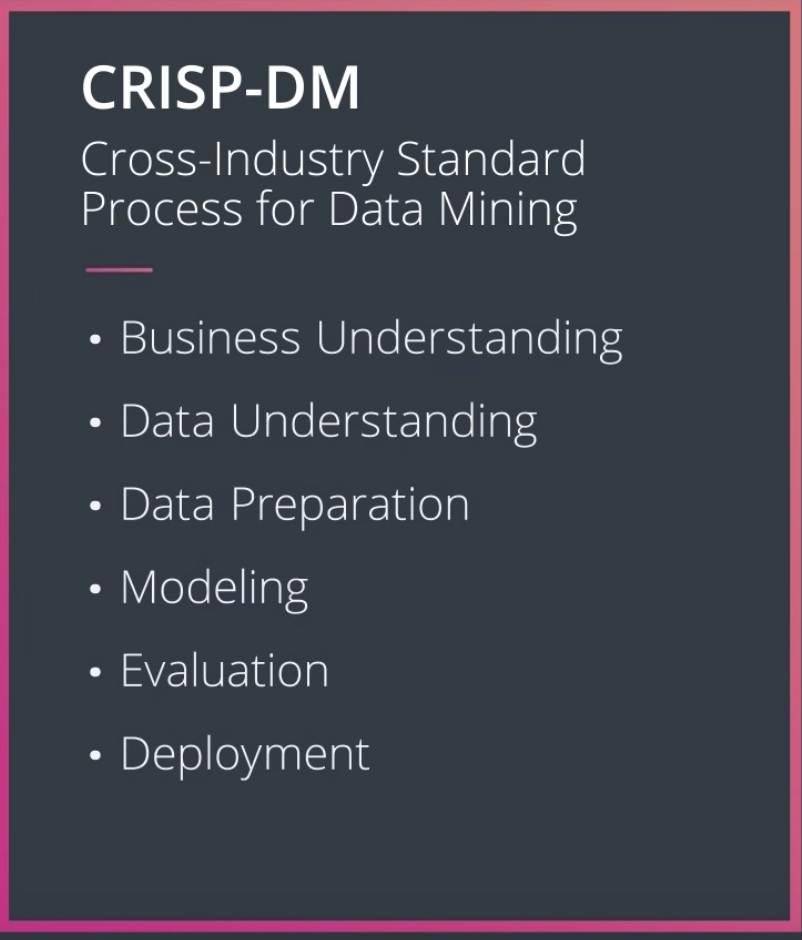 CRISP-DM
Cross-Industry Standard
Process for Data Mining
• Business Understanding
• Data Understanding
• Data Preparation
• Modeling
• Evaluation
• Deployment